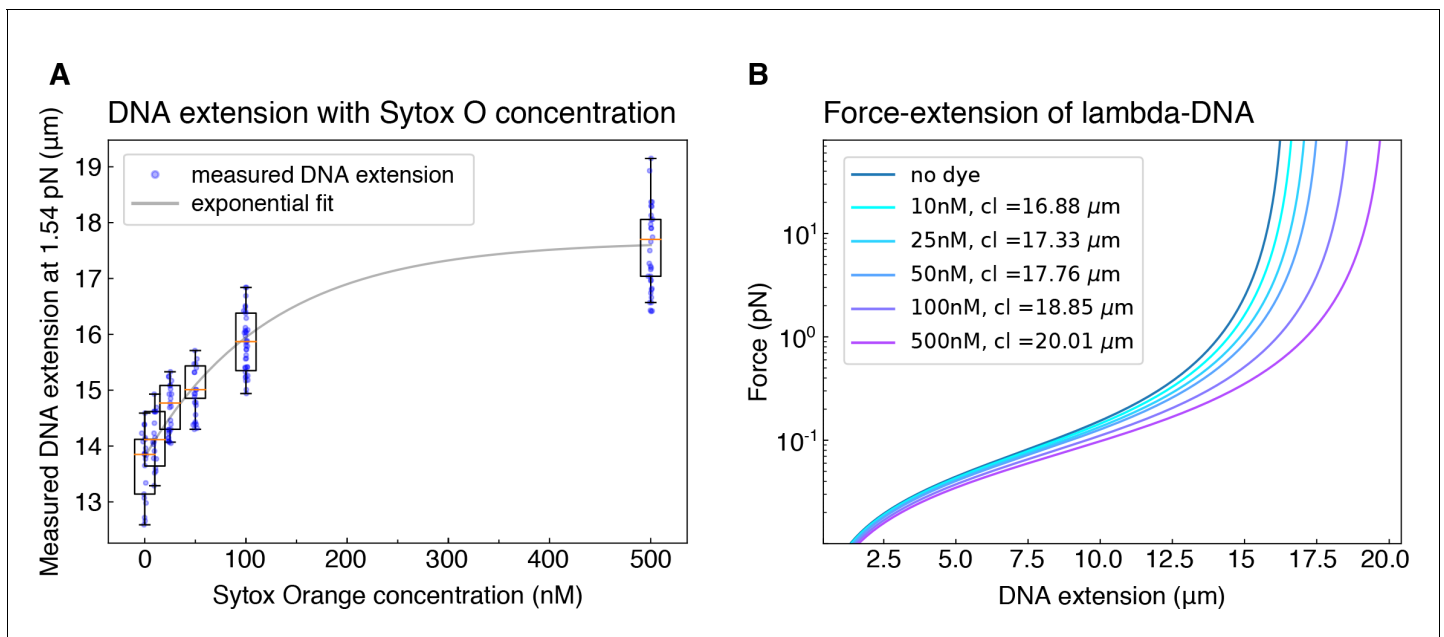 A
DNA extension with Sytox O concentration
Measured DNA extension at 1.54 pN (µm)
19
18
17
16
15
14
13
measured DNA extension
exponential fit
0
100
200
300
400
500
Sytox Orange concentration (nM)
B
Force-extension of lambda-DNA
Force (pN)
10¹
10⁰
10⁻¹
no dye
10nM, cl =16.88 µm
25nM, cl =17.33 µm
50nM, cl =17.76 µm
100nM, cl =18.85 µm
500nM, cl =20.01 µm
2.5
5.0
7.5
10.0
12.5
15
17.5
20.0
DNA extension (µm)